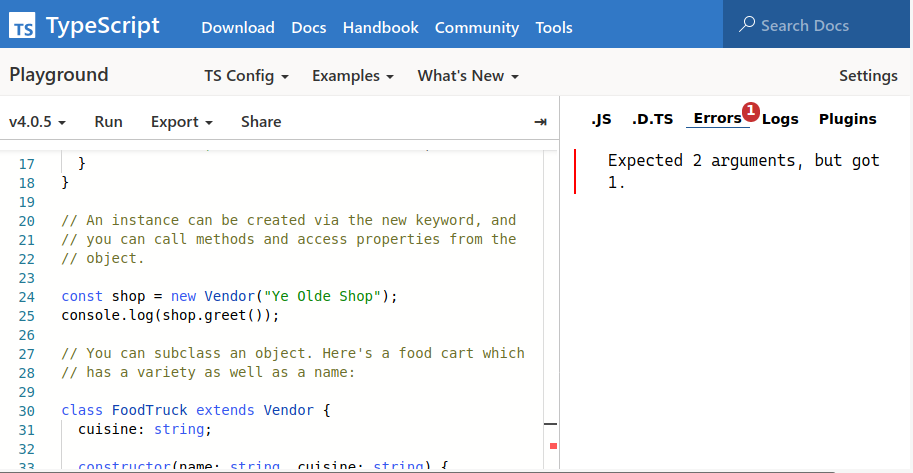 TS TypeScript Download Docs Handbook Community Tools Search Docs
Playground TS Config Examples What's New Settings
v4.0.5 Run Export Share
.JS .D.TS Errors 1 Logs Plugins
Expected 2 arguments, but got
1.
17 }
18 }
19
20 // An instance can be created via the new keyword, and
21 // you can call methods and access properties from the
22 // object.
23
24 const shop = new Vendor("Ye Olde Shop");
25 console.log(shop.greet());
26
27 // You can subclass an object. Here's a food cart which
28 // has a variety as well as a name:
29
30 class FoodTruck extends Vendor {
31 cuisine: string;
32
33 constructor(name: string, cuisine: string) {